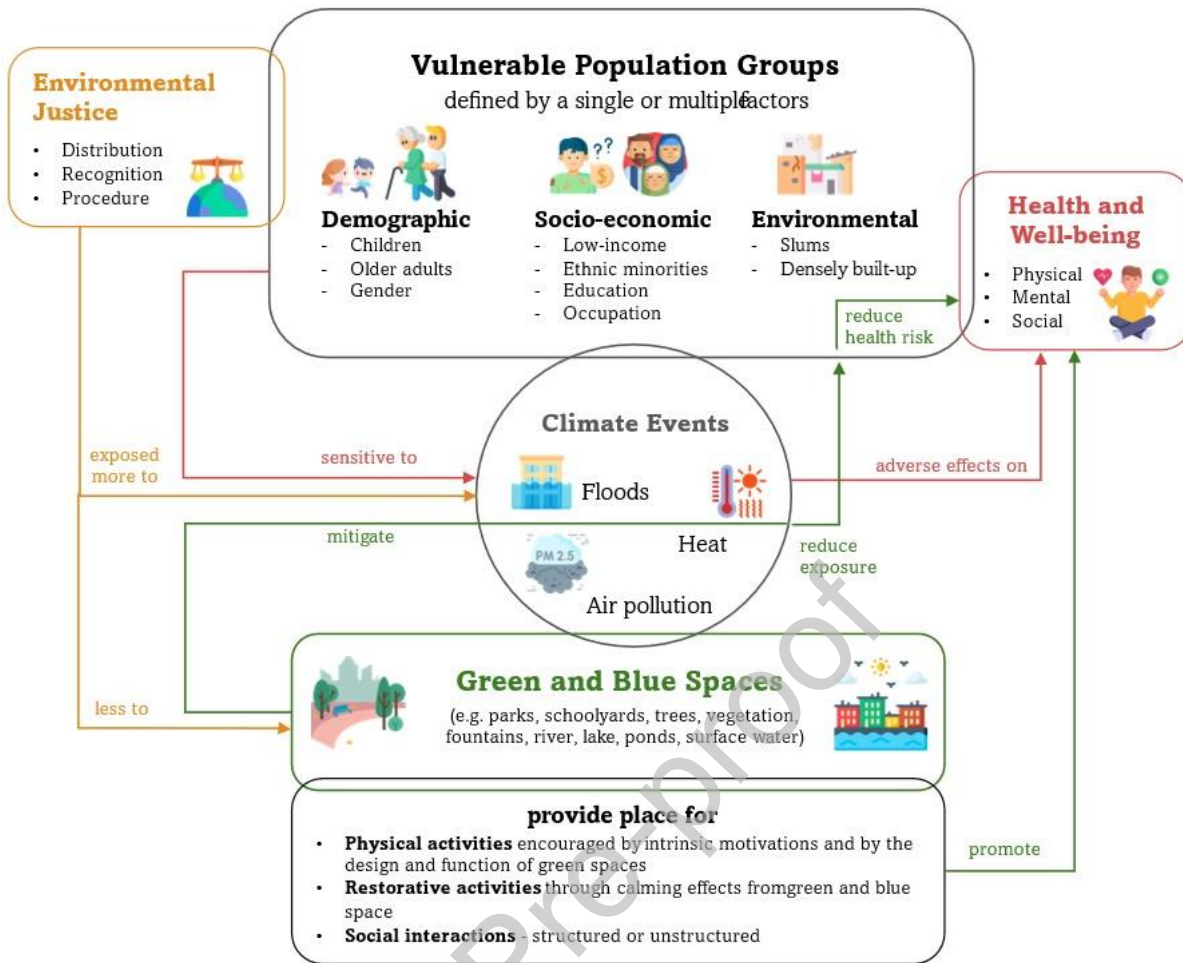 Vulnerable Population Groups
defined by a single or multiplefactors
Environmental
Justice
• Distribution
• Recognition
• Procedure
Demographic
- Children
- Older adults
- Gender
Socio-economic
- Low-income
- Ethnic minorities
- Education
- Occupation
Environmental
- Slums
- Densely built-up
??
$
Health and
Well-being
• Physical
• Mental
• Social
reduce
health risk
Climate Events
Floods
Heat
PM 2.5
Air pollution
exposed
more to
sensitive to
adverse effects on
mitigate
reduce
exposure
less to
Green and Blue Spaces
(e.g. parks, schoolyards, trees, vegetation,
fountains, river, lake, ponds, surface water)
provide place for
• Physical activities encouraged by intrinsic motivations and by the
design and function of green spaces
• Restorative activities through calming effects fromgreen and blue
space
• Social interactions - structured or unstructured
promote
Pre-proof